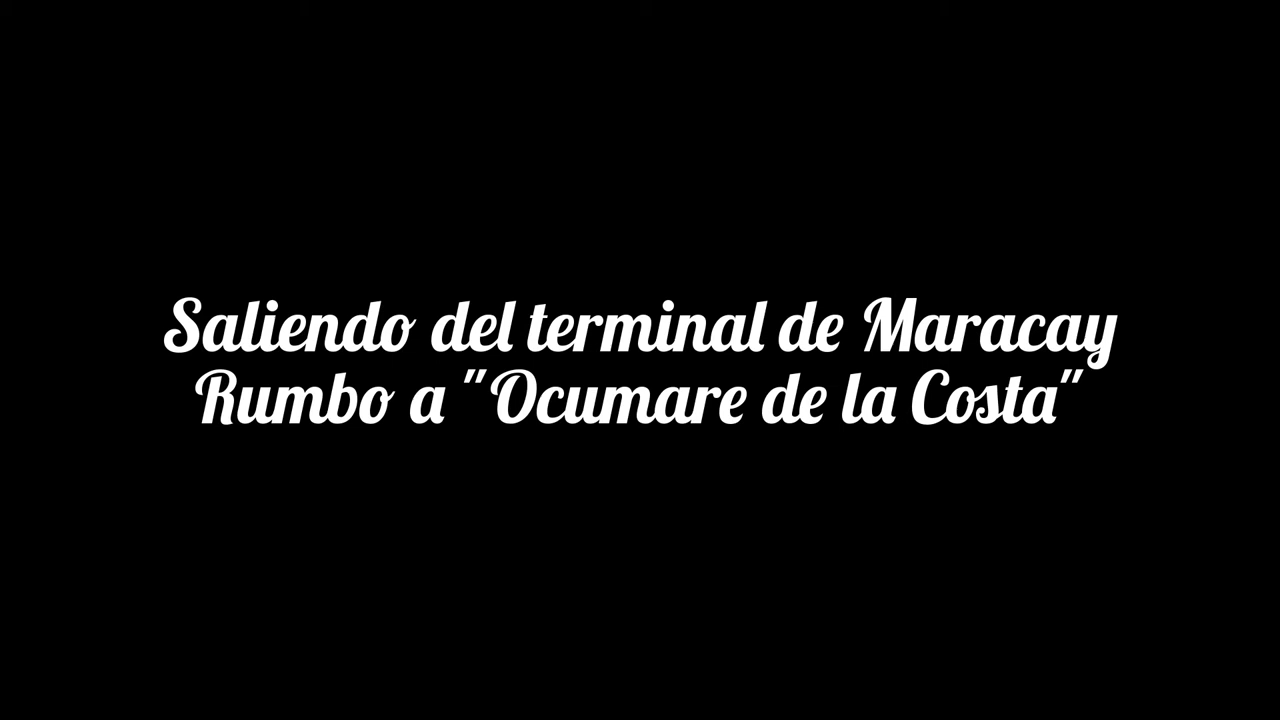 Saliendo del terminal de Maracay
Rumbo a "Ocumare de la Costa"